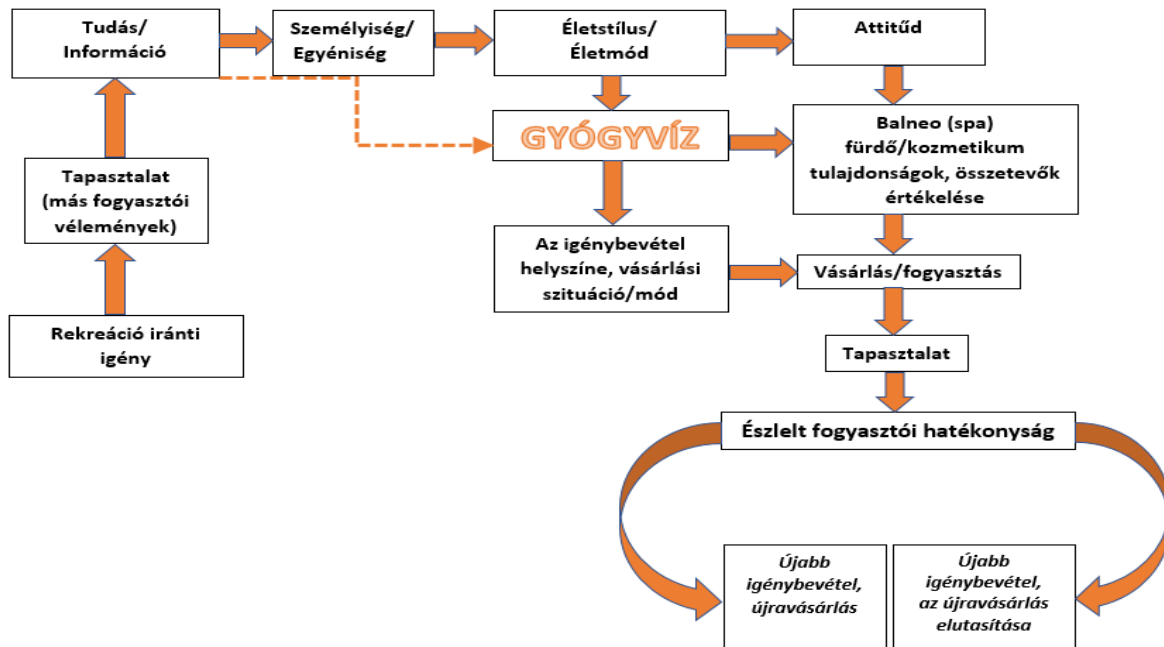 Tudás/
Információ
Személyiség/
Egyéniség
Életstílus/
Életmód
Attitűd
GYÓGYVÍZ
Balneo (spa)
fürdő/kozmetikum
tulajdonságok, összetevők
értékelése
Tapasztalat
(más fogyasztói
vélemények)
Az igénybevétel
helyszíne, vásárlási
szituáció/mód
Vásárlás/fogyasztás
Rekreáció iránti
igény
Tapasztalat
Észlelt fogyasztói hatékonyság
Újabb
igénybevétel,
újravásárlás
Újabb
igénybevétel,
az újravásárlás
elutasítása